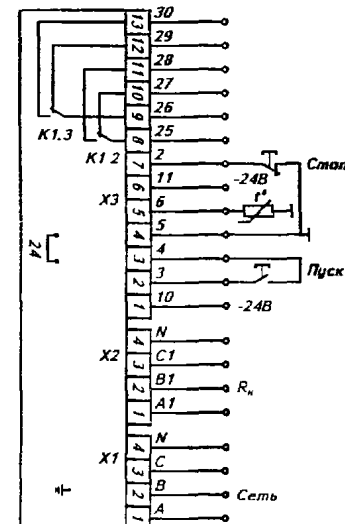 13 30
12 29
11 28
10 27
9 26
К1.3
8 25
К1.2
7 2
Стоп
-24В
6 11
X3
5 6
t°
4 5
24
3 4
2 3
Пуск
1 10
-24В
4 N
X2
3 C1
2 B1
Rн
1 A1
4 N
X1
3 C
2 B
Сеть
1 A